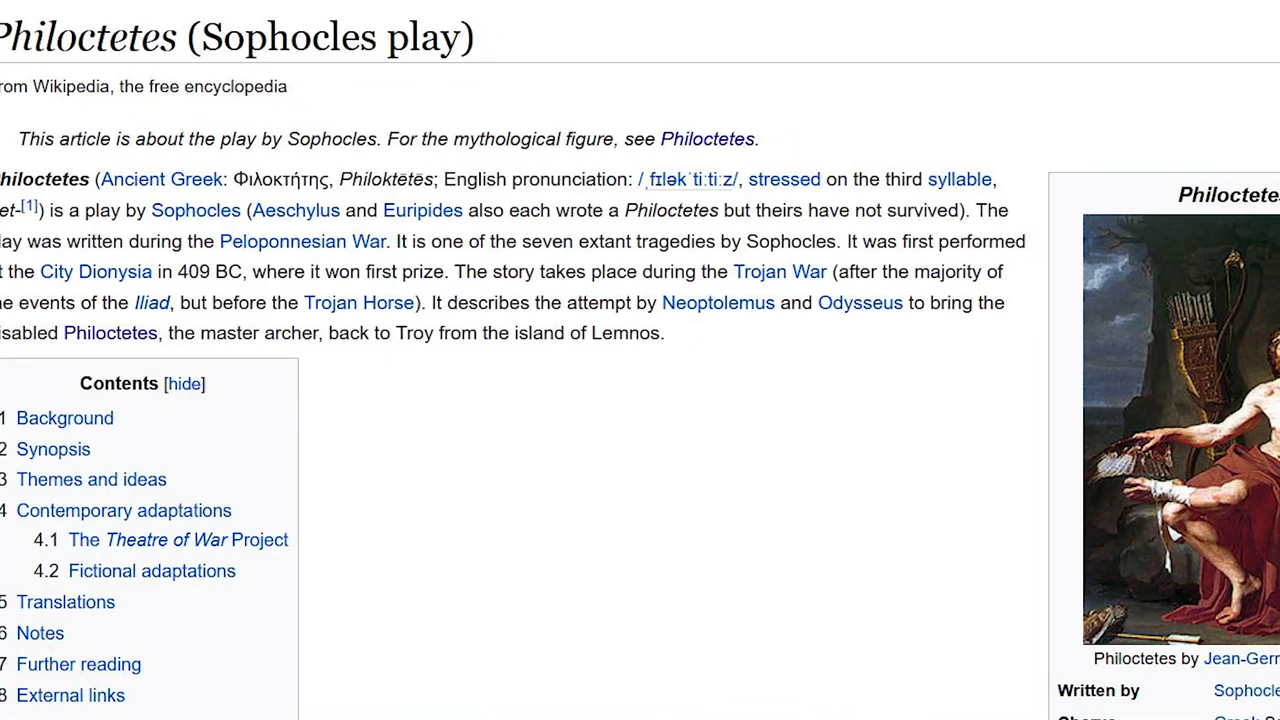 Philoctetes (Sophocles play)
rom Wikipedia, the free encyclopedia
This article is about the play by Sophocles. For the mythological figure, see Philoctetes.
hiloctetes (Ancient Greek: Φιλοκτήτης, Philoktētēs; English pronunciation: /ˌfɪləkˈtiːtiːz/, stressed on the third syllable,
et-[1]) is a play by Sophocles (Aeschylus and Euripides also each wrote a Philoctetes but theirs have not survived). The
lay was written during the Peloponnesian War. It is one of the seven extant tragedies by Sophocles. It was first performed
t the City Dionysia in 409 BC, where it won first prize. The story takes place during the Trojan War (after the majority of
e events of the Iliad, but before the Trojan Horse). It describes the attempt by Neoptolemus and Odysseus to bring the
isabled Philoctetes, the master archer, back to Troy from the island of Lemnos.
Contents [hide]
1 Background
2 Synopsis
3 Themes and ideas
4 Contemporary adaptations
4.1 The Theatre of War Project
4.2 Fictional adaptations
5 Translations
6 Notes
7 Further reading
8 External links
Philoctetes
Philoctetes by Jean-Germ
Written by Sophocle